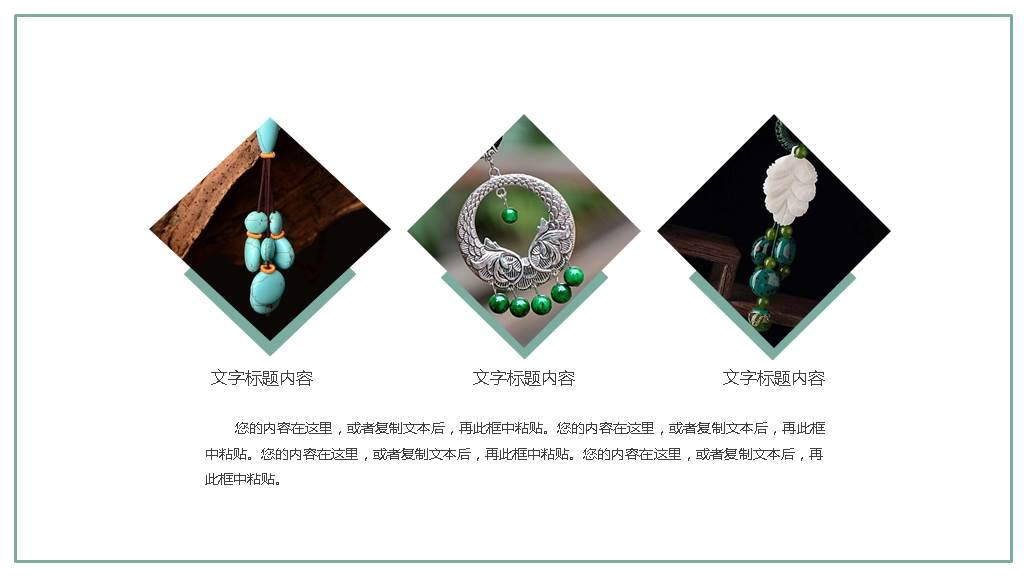 文字标题内容
文字标题内容
文字标题内容
您的内容在这里，或者复制文本后，再此框中粘贴。您的内容在这里，或者复制文本后，再此框
中粘贴。您的内容在这里，或者复制文本后，再此框中粘贴。您的内容在这里，或者复制文本后，再
此框中粘贴。